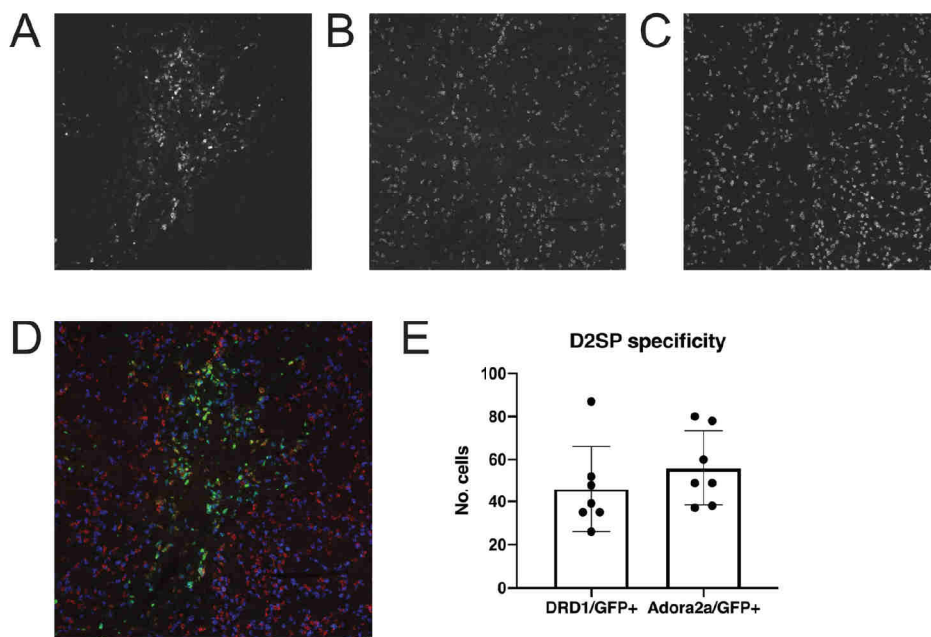 A
B
C
D
E
D2SP specificity
100
80
60
40
20
0
No. cells
DRD1/GFP+ Adora2a/GFP+